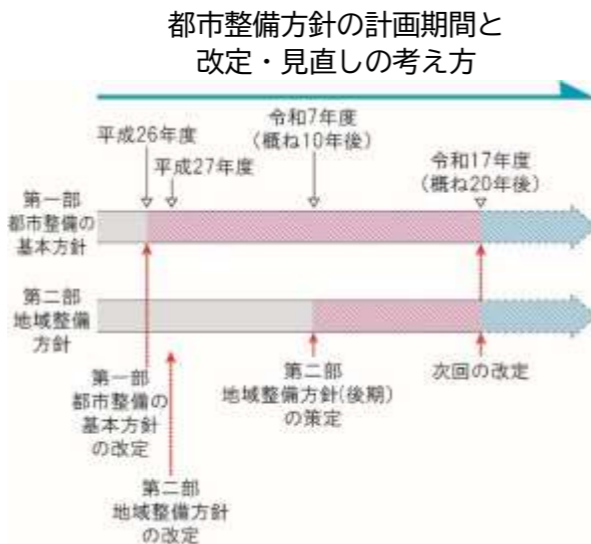 都市整備方針の計画期間と
改定・見直しの考え方
平成26年度
平成27年度
令和7年度
（概ね10年後）
令和17年度
（概ね20年後）
第一部
都市整備の
基本方針
第二部
地域整備
方針
第一部
都市整備の
基本方針
の改定
第二部
地域整備方針
の改定
第二部
地域整備方針(後期)
の策定
次回の改定